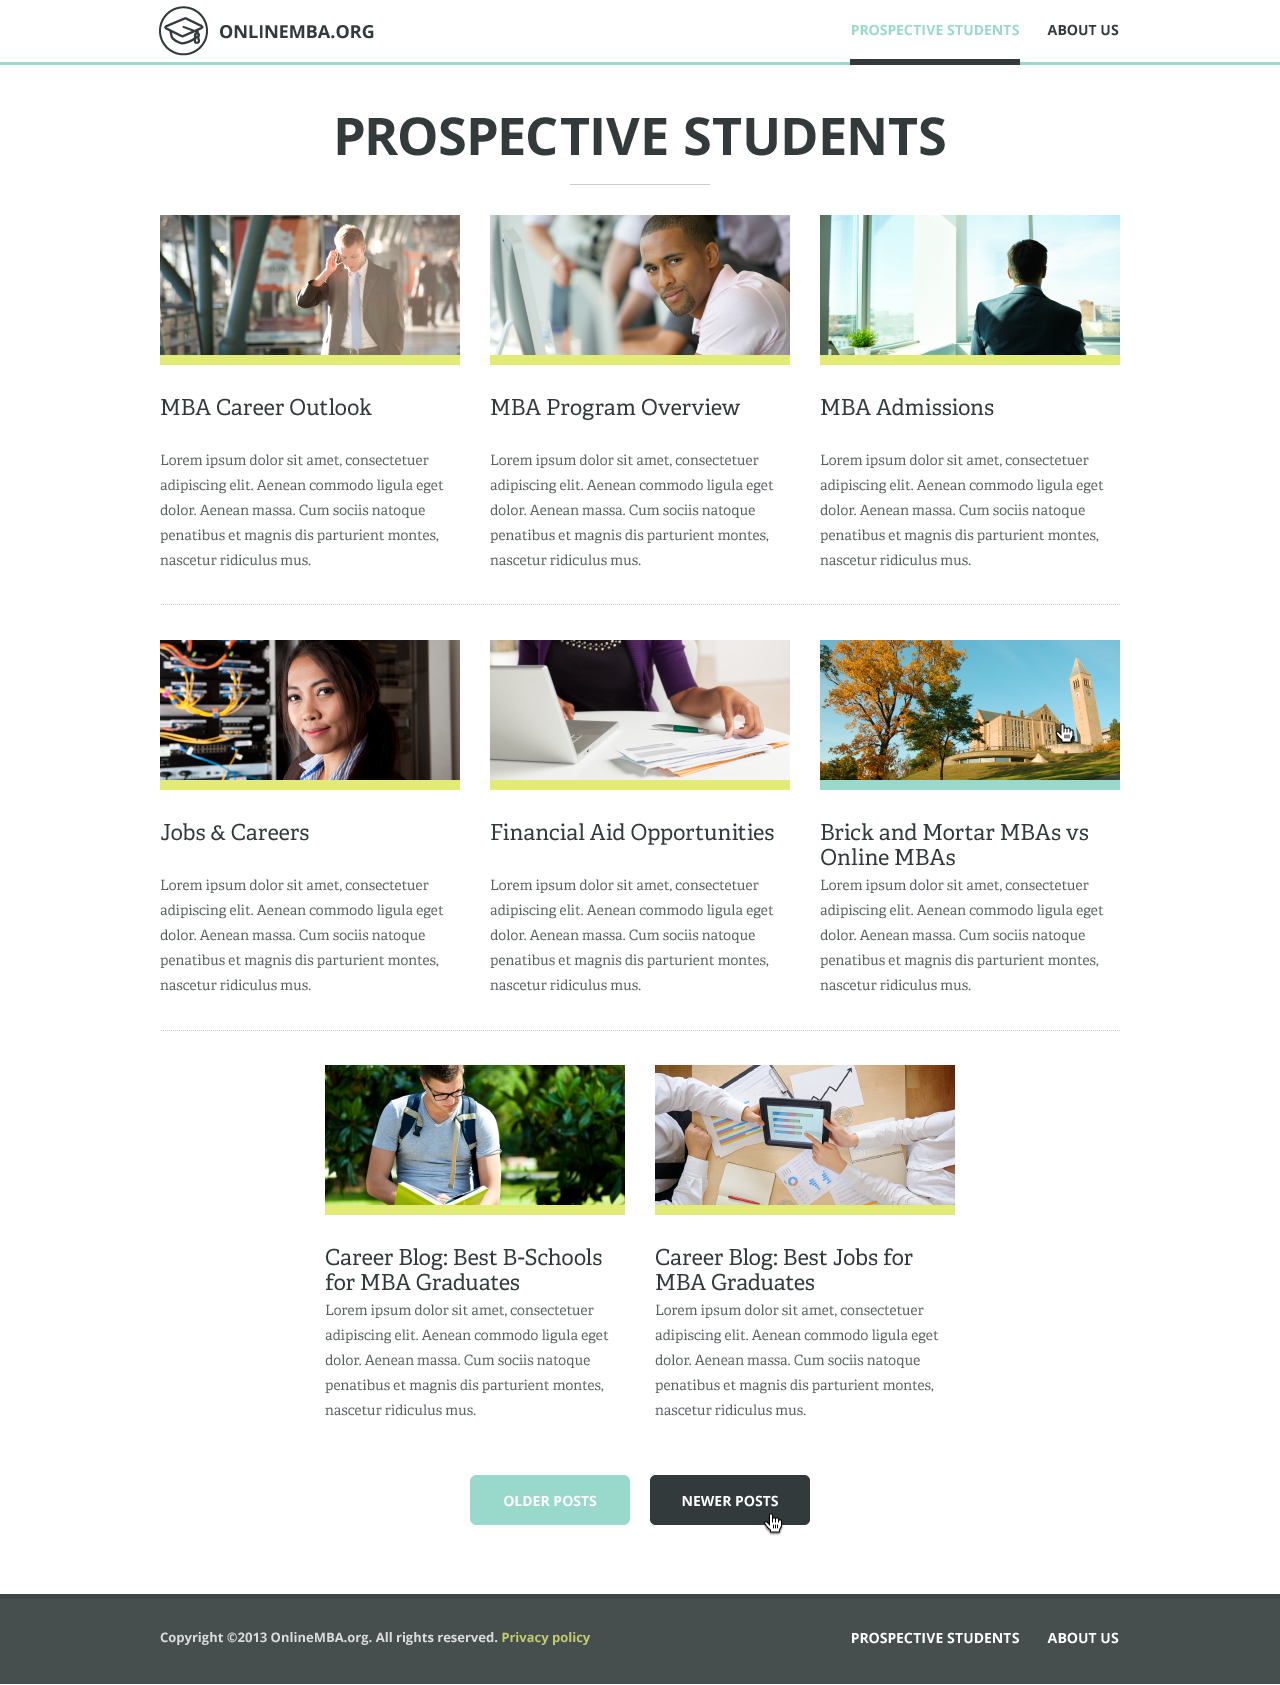 ONLINEMBA.ORG
PROSPECTIVE STUDENTS
ABOUT US
PROSPECTIVE STUDENTS
MBA Career Outlook
Lorem ipsum dolor sit amet, consectetuer
adipiscing elit. Aenean commodo ligula eget
dolor. Aenean massa. Cum sociis natoque
penatibus et magnis dis parturient montes,
nascetur ridiculus mus.
MBA Program Overview
Lorem ipsum dolor sit amet, consectetuer
adipiscing elit. Aenean commodo ligula eget
dolor. Aenean massa. Cum sociis natoque
penatibus et magnis dis parturient montes,
nascetur ridiculus mus.
MBA Admissions
Lorem ipsum dolor sit amet, consectetuer
adipiscing elit. Aenean commodo ligula eget
dolor. Aenean massa. Cum sociis natoque
penatibus et magnis dis parturient montes,
nascetur ridiculus mus.
Jobs & Careers
Lorem ipsum dolor sit amet, consectetuer
adipiscing elit. Aenean commodo ligula eget
dolor. Aenean massa. Cum sociis natoque
penatibus et magnis dis parturient montes,
nascetur ridiculus mus.
Financial Aid Opportunities
Lorem ipsum dolor sit amet, consectetuer
adipiscing elit. Aenean commodo ligula eget
dolor. Aenean massa. Cum sociis natoque
penatibus et magnis dis parturient montes,
nascetur ridiculus mus.
Brick and Mortar MBAs vs
Online MBAs
Lorem ipsum dolor sit amet, consectetuer
adipiscing elit. Aenean commodo ligula eget
dolor. Aenean massa. Cum sociis natoque
penatibus et magnis dis parturient montes,
nascetur ridiculus mus.
Career Blog: Best B-Schools
for MBA Graduates
Lorem ipsum dolor sit amet, consectetuer
adipiscing elit. Aenean commodo ligula eget
dolor. Aenean massa. Cum sociis natoque
penatibus et magnis dis parturient montes,
nascetur ridiculus mus.
Career Blog: Best Jobs for
MBA Graduates
Lorem ipsum dolor sit amet, consectetuer
adipiscing elit. Aenean commodo ligula eget
dolor. Aenean massa. Cum sociis natoque
penatibus et magnis dis parturient montes,
nascetur ridiculus mus.
OLDER POSTS
NEWER POSTS
Copyright ©2013 OnlineMBA.org. All rights reserved. Privacy policy
PROSPECTIVE STUDENTS
ABOUT US